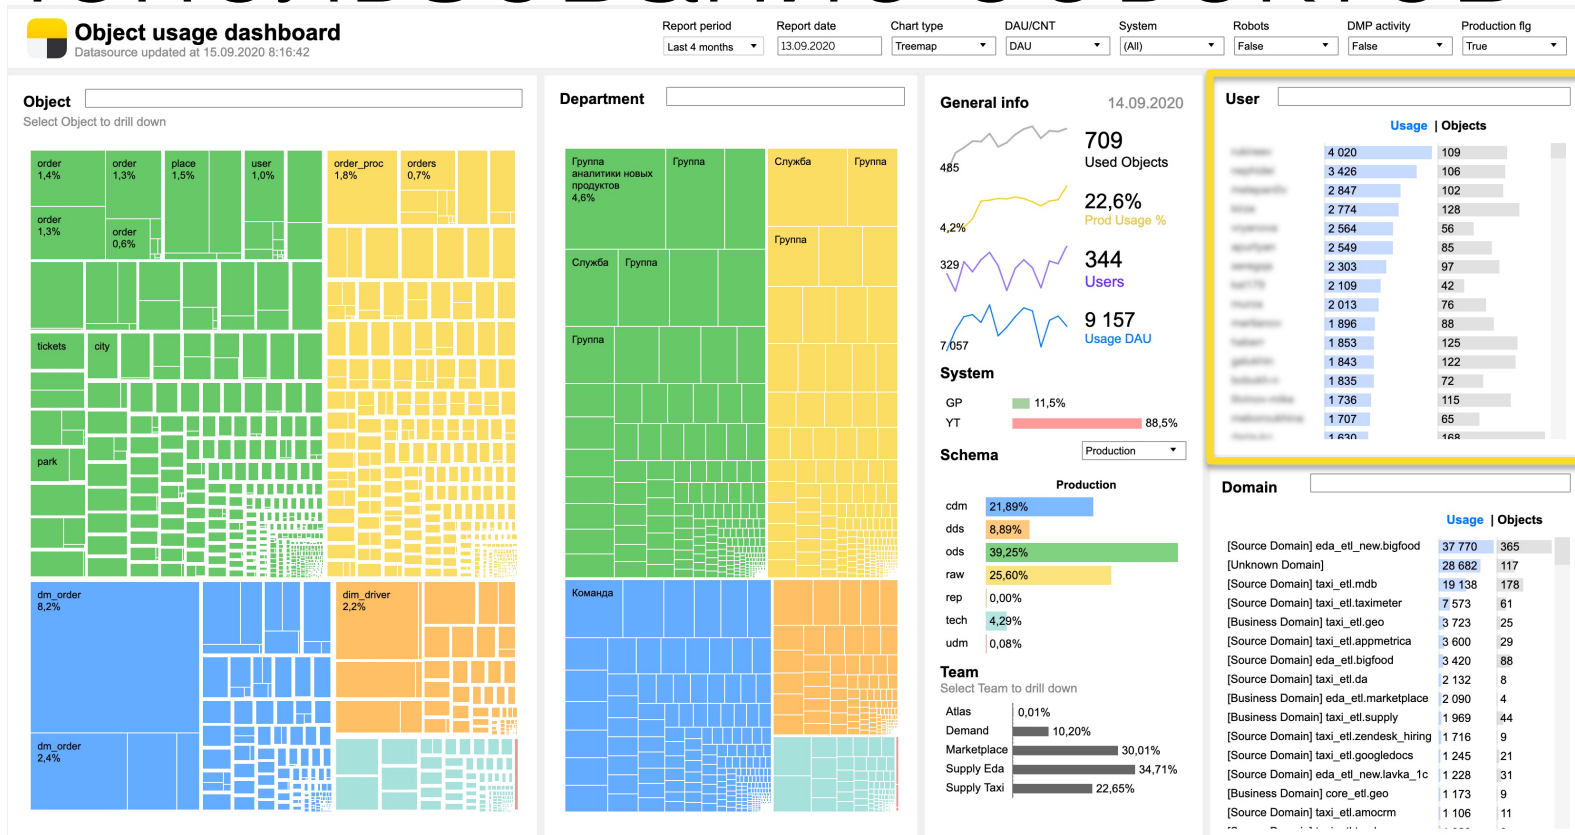 Object usage dashboard
Datasource updated at 15.09.2020 8:16:42
Report period
Last 4 months
Report date
13.09.2020
Chart type
Treemap
DAU/CNT
DAU
System
(All)
Robots
False
DMP activity
False
Production flg
True
Object
Select Object to drill down
order
1,4%
order
1,3%
place
1,5%
user
1,0%
order_proc
1,8%
orders
0,7%
order
1,3%
order
0,6%
tickets
city
park
dm_order
8,2%
dim_driver
2,2%
dm_order
2,4%
Department
Группа
аналитики новых
продуктов
4,6%
Группа
Служба
Группа
Группа
Служба
Группа
Группа
Команда
General info
14.09.2020
485
709
Used Objects
4,2%
22,6%
Prod Usage %
329
344
Users
7,057
9 157
Usage DAU
System
GP 11,5%
YT 88,5%
Schema
Production
Production
cdm 21,89%
dds 8,89%
ods 39,25%
raw 25,60%
rep 0,00%
tech 4,29%
udm 0,08%
Team
Select Team to drill down
Atlas 0,01%
Demand 10,20%
Marketplace 30,01%
Supply Eda 34,71%
Supply Taxi 22,65%
User
Usage | Objects
4 020 109
3 426 106
2 847 102
2 774 128
2 564 56
2 549 85
2 303 97
2 109 42
2 013 76
1 896 88
1 853 125
1 843 122
1 835 72
1 736 115
1 707 65
1 630 168
Domain
Usage | Objects
[Source Domain] eda_etl_new.bigfood 37 770 365
[Unknown Domain] 28 682 117
[Source Domain] taxi_etl.mdb 19 138 178
[Source Domain] taxi_etl.taximeter 7 573 61
[Business Domain] taxi_etl.geo 3 723 25
[Source Domain] taxi_etl.appmetrica 3 600 29
[Source Domain] eda_etl.bigfood 3 420 88
[Source Domain] taxi_etl.da 2 132 8
[Business Domain] eda_etl.marketplace 2 090 4
[Business Domain] taxi_etl.supply 1 969 44
[Source Domain] taxi_etl.zendesk_hiring 1 716 9
[Source Domain] taxi_etl.googledocs 1 245 21
[Source Domain] eda_etl_new.lavka_1c 1 228 31
[Business Domain] core_etl.geo 1 173 9
[Source Domain] taxi_etl.amocrm 1 106 11